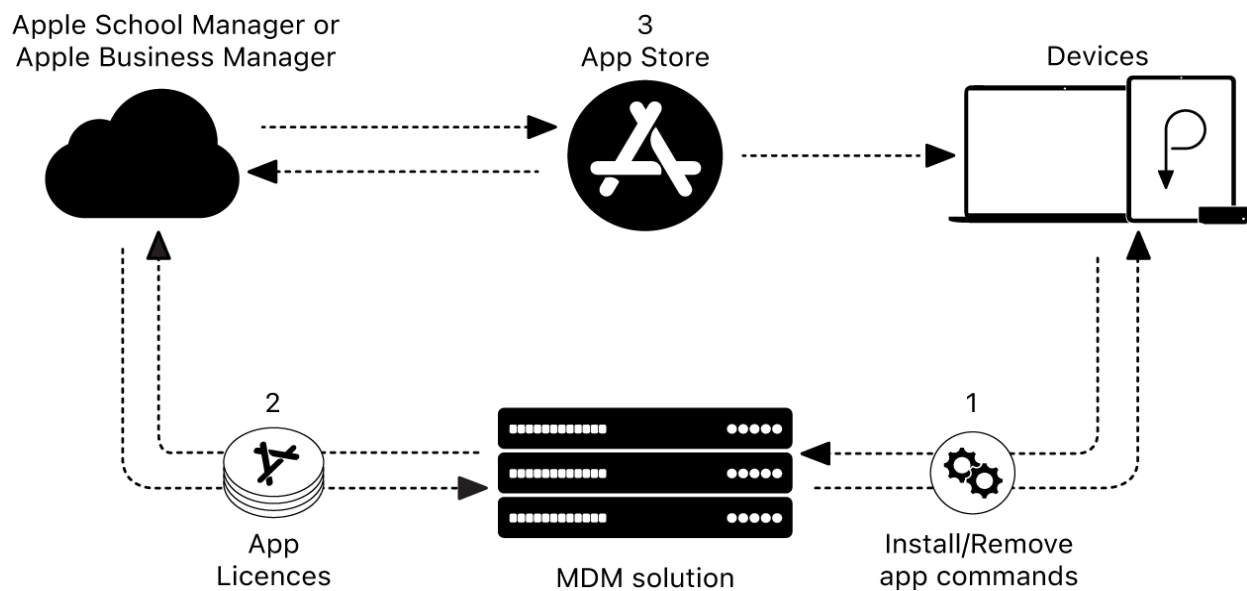 Apple School Manager or
Apple Business Manager
3
App Store
Devices
2
1
App
Licences
MDM solution
Install/Remove
app commands